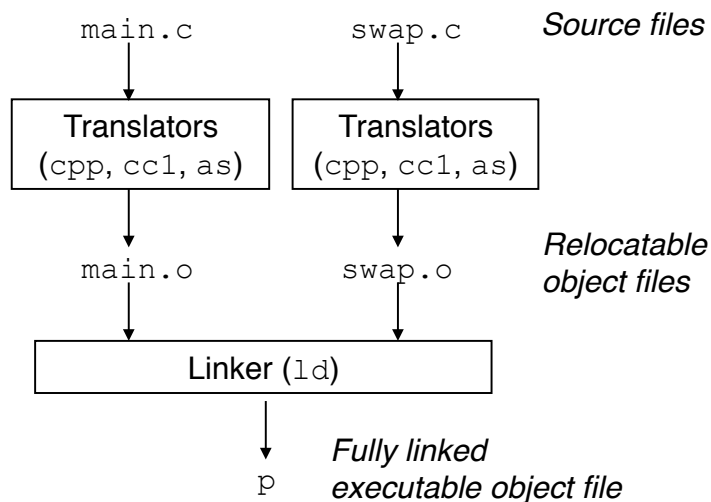 main.c swap.c Source files
Translators Translators
(cpp, cc1, as) (cpp, cc1, as)
Relocatable
main.o swap.o object files
Linker (ld)
Fully linked
p executable object file